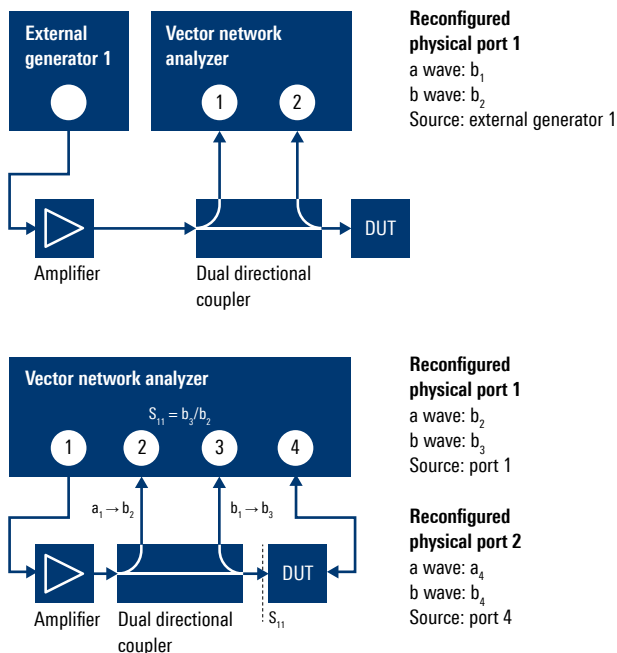 External
generator 1
Vector network
analyzer
1
2
Amplifier
Dual directional
coupler
DUT
Reconfigured
physical port 1
a wave: b₁
b wave: b₂
Source: external generator 1
Vector network analyzer
S₁₁ = b₃/b₂
1
2
3
4
a₁ → b₂
b₁ → b₃
DUT
Amplifier
Dual directional
coupler
S₁₁
Reconfigured
physical port 1
a wave: b₂
b wave: b₃
Source: port 1
Reconfigured
physical port 2
a wave: a₄
b wave: b₄
Source: port 4